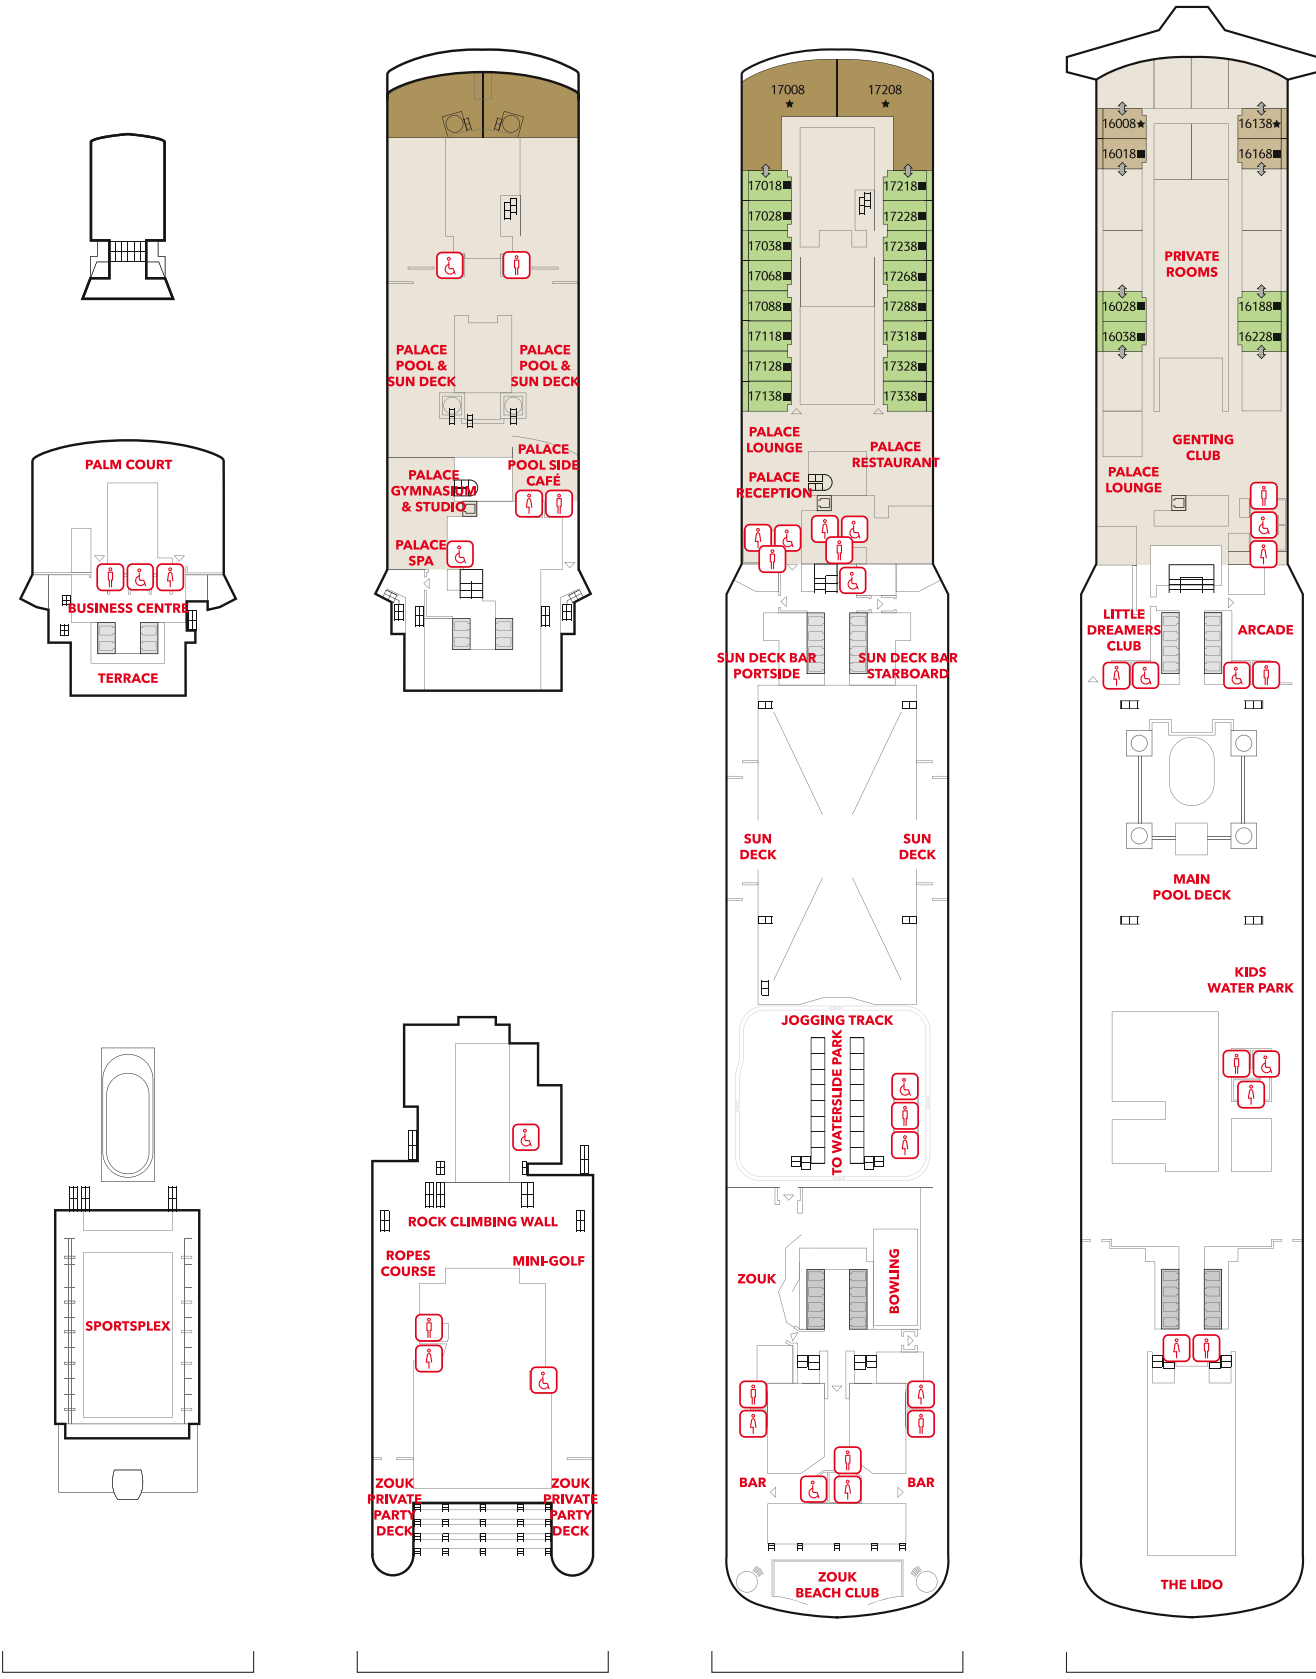 PALM COURT
BUSINESS CENTRE
TERRACE
SPORTSPLEX
PALACE
POOL &
SUN DECK
PALACE
POOL &
SUN DECK
PALACE
GYMNASIUM
& STUDIO
PALACE
POOL SIDE
CAFÉ
PALACE
SPA
ROCK CLIMBING WALL
ROPES
COURSE
MINI-GOLF
ZOUK
PRIVATE
PARTY
DECK
ZOUK
PRIVATE
PARTY
DECK
17008
17208
17018
17218
17028
17228
17038
17238
17068
17268
17088
17288
17118
17318
17128
17328
17138
17338
PALACE
LOUNGE
PALACE
RESTAURANT
PALACE
RECEPTION
SUN DECK BAR
PORTSIDE
SUN DECK BAR
STARBOARD
SUN
DECK
SUN
DECK
JOGGING TRACK
TO WATERSLIDE PARK
ZOUK
BOWLING
BAR
BAR
ZOUK
BEACH CLUB
16008
16138
16018
16168
PRIVATE
ROOMS
16028
16188
16038
16228
GENTING
CLUB
PALACE
LOUNGE
LITTLE
DREAMERS
CLUB
ARCADE
MAIN
POOL DECK
KIDS
WATER PARK
THE LIDO